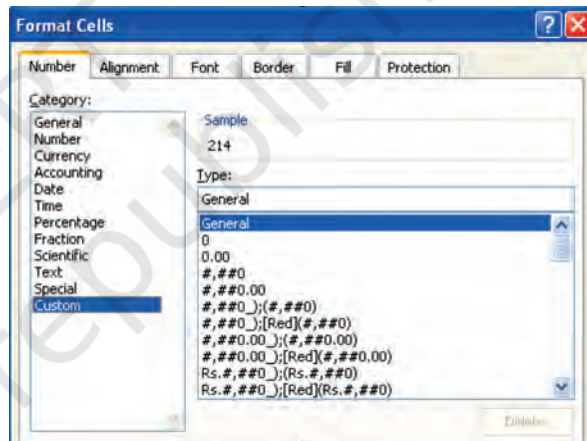 Format Cells
Number Alignment Font Border Fill Protection
Category:
General
Number
Currency
Accounting
Date
Time
Percentage
Fraction
Scientific
Text
Special
Custom
Sample
214
Type:
General
General
0
0.00
#,##0
#,##0.00
#,##0_);(#,##0)
#,##0_);[Red](#,##0)
#,##0.00_);(#,##0.00)
#,##0.00_);[Red](#,##0.00)
Rs.#,##0_);(Rs.#,##0)
Rs.#,##0_);[Red](Rs.#,##0)
Delete
republish